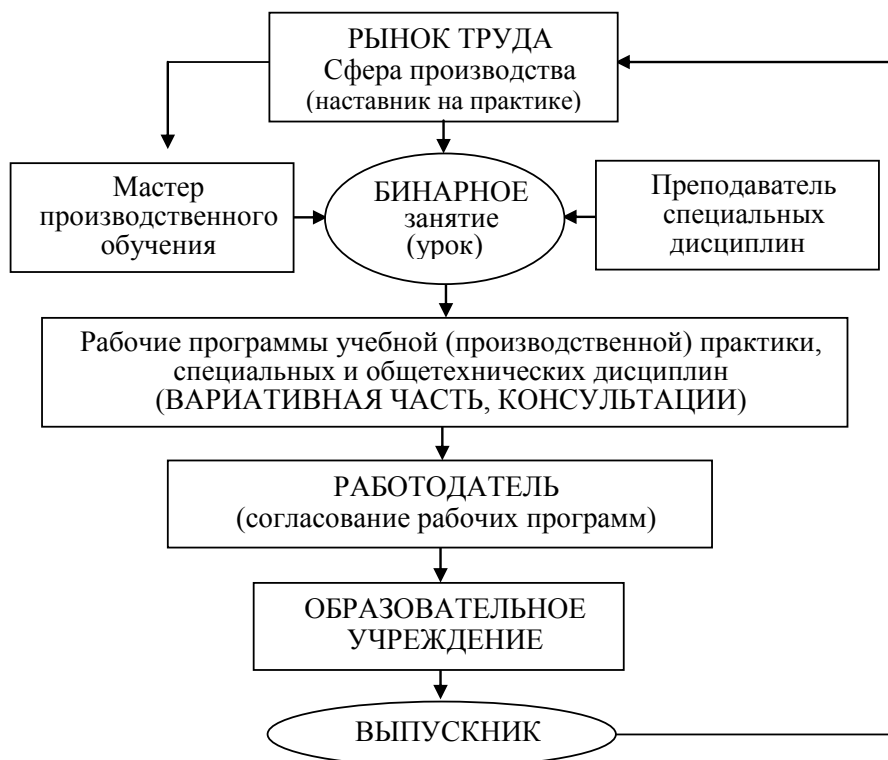 РЫНОК ТРУДА
Сфера производства
(наставник на практике)
Мастер
производственного
обучения
БИНАРНОЕ
занятие
(урок)
Преподаватель
специальных
дисциплин
Рабочие программы учебной (производственной) практики,
специальных и общетехнических дисциплин
(ВАРИАТИВНАЯ ЧАСТЬ, КОНСУЛЬТАЦИИ)
РАБОТОДАТЕЛЬ
(согласование рабочих программ)
ОБРАЗОВАТЕЛЬНОЕ
УЧРЕЖДЕНИЕ
ВЫПУСКНИК